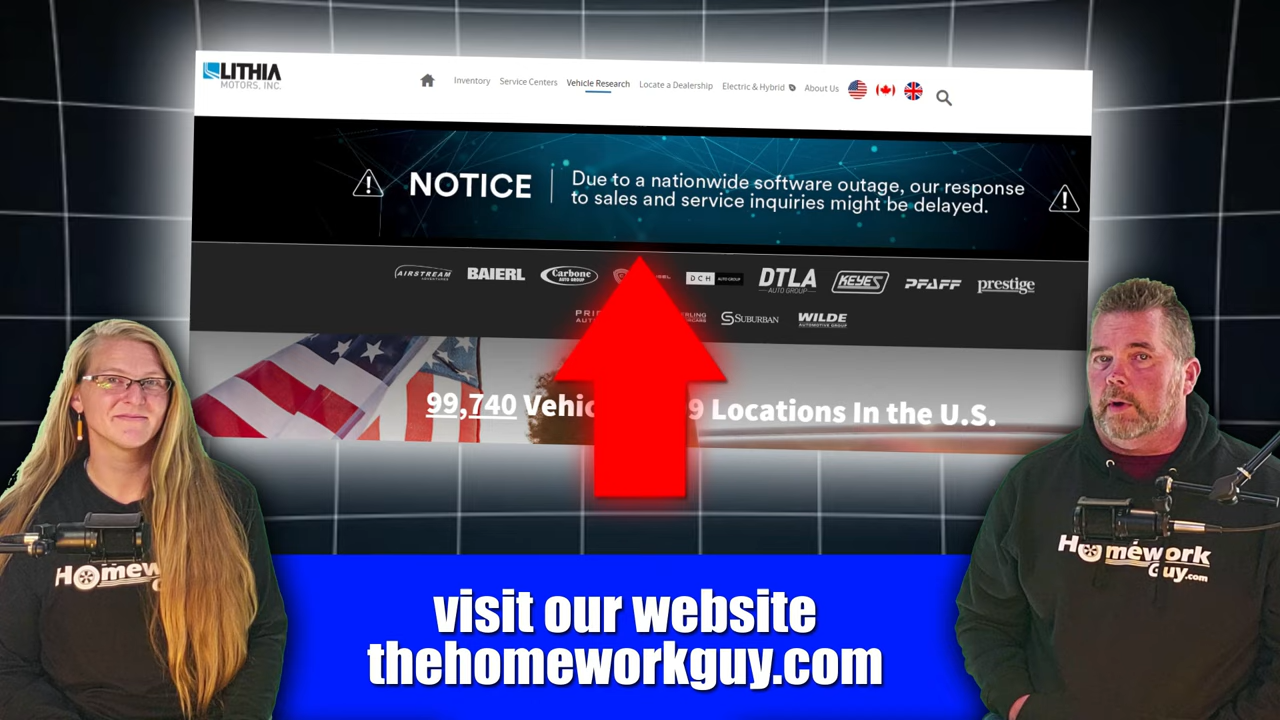 LITHIA
MOTORS, INC.
Inventory Service Centers Vehicle Research Locate a Dealership Electric & Hybrid About Us
NOTICE
Due to a nationwide software outage, our response
to sales and service inquiries might be delayed.
AIRSTREAM BAIERL Carbone AUTO GROUP DCH AUTO GROUP DTLA AUTO GROUP KEYES PFAFF prestige
SUBURBAN WILDE
AUTOMOTIVE GROUP
99,740 Locations In the U.S.
Homework
Guy.com
visit our website
thehomeworkguy.com